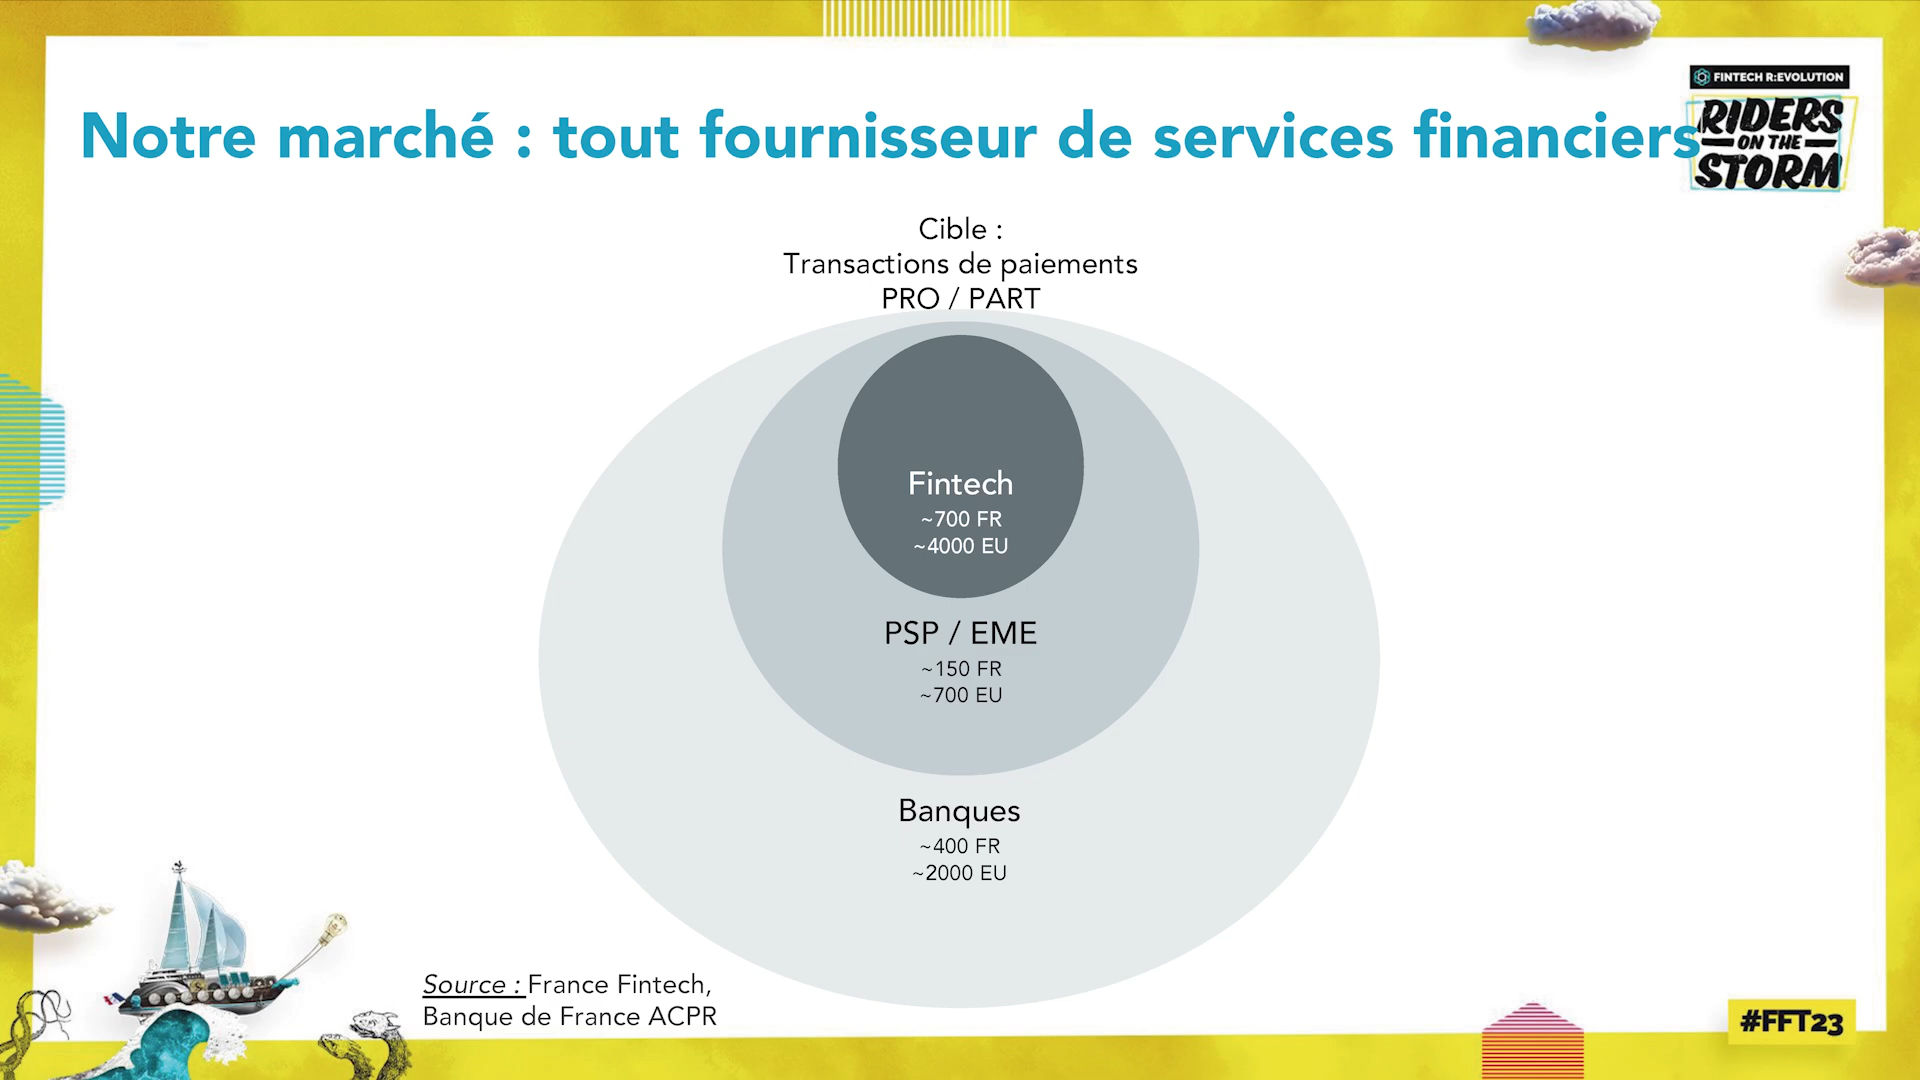 FINTECH R:EVOLUTION
RIDERS
ON THE
STORM
Notre marché : tout fournisseur de services financiers
Cible :
Transactions de paiements
PRO / PART
Fintech
~700 FR
~4000 EU
PSP / EME
~150 FR
~700 EU
Banques
~400 FR
~2000 EU
Source : France Fintech,
Banque de France ACPR
#FFT23